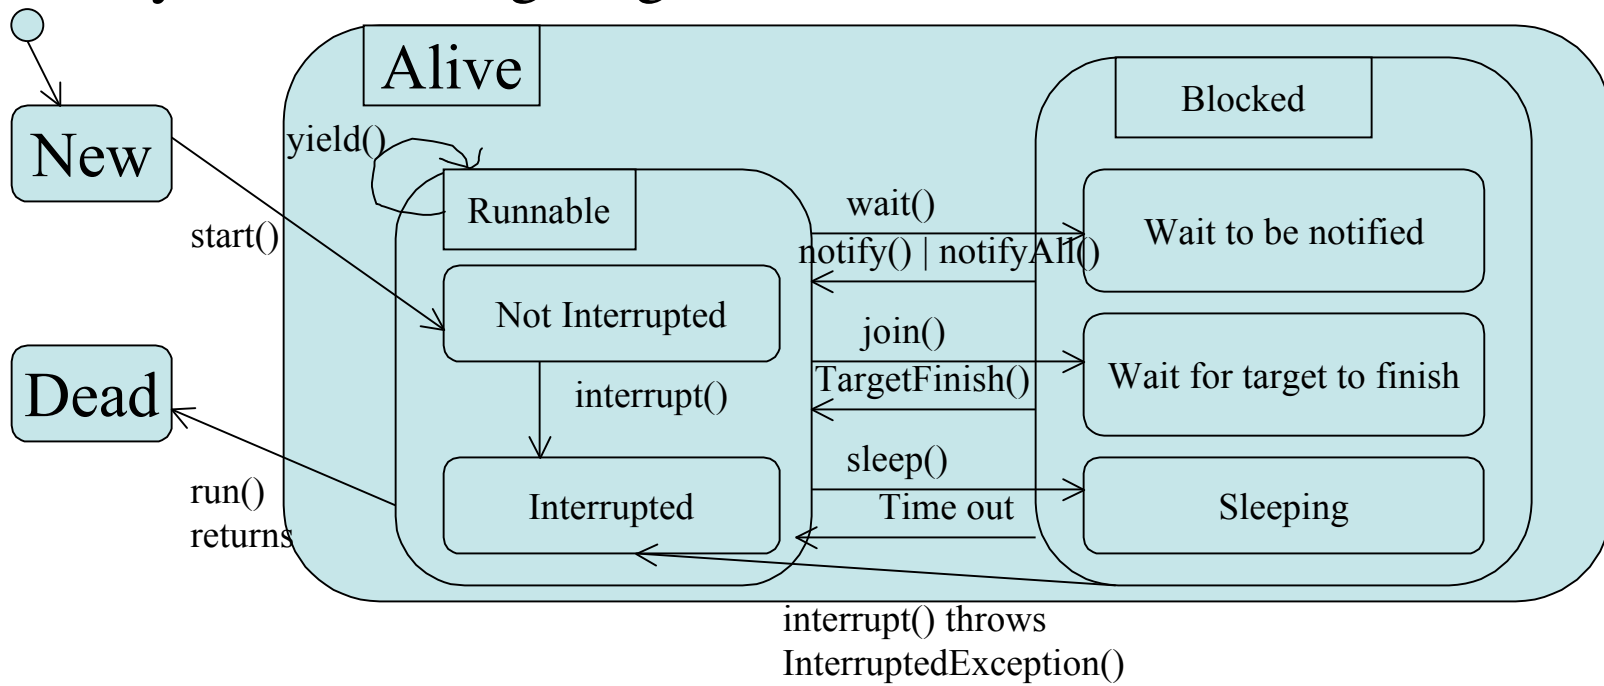 Alive
Blocked
New
yield()
Runnable
wait()
start()
Wait to be notified
notify() | notifyAll()
Not Interrupted
join()
Dead
TargetFinish()
Wait for target to finish
interrupt()
sleep()
run()
returns
Interrupted
Time out
Sleeping
interrupt() throws
InterruptedException()